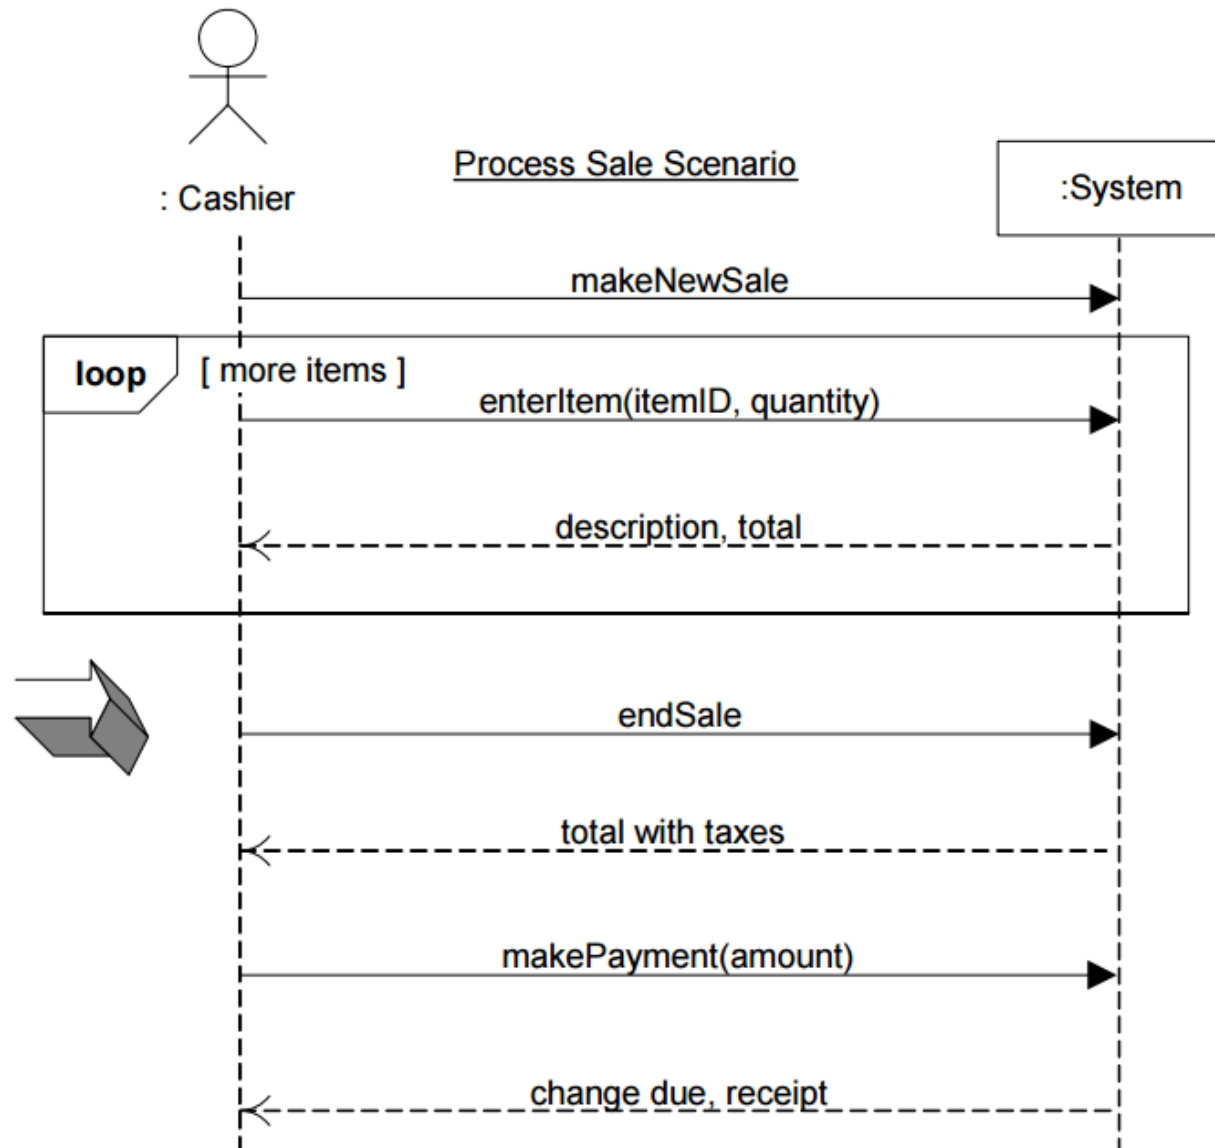 Process Sale Scenario
: Cashier
:System
makeNewSale
loop
[ more items ]
enterItem(itemID, quantity)
description, total
endSale
total with taxes
makePayment(amount)
change due, receipt